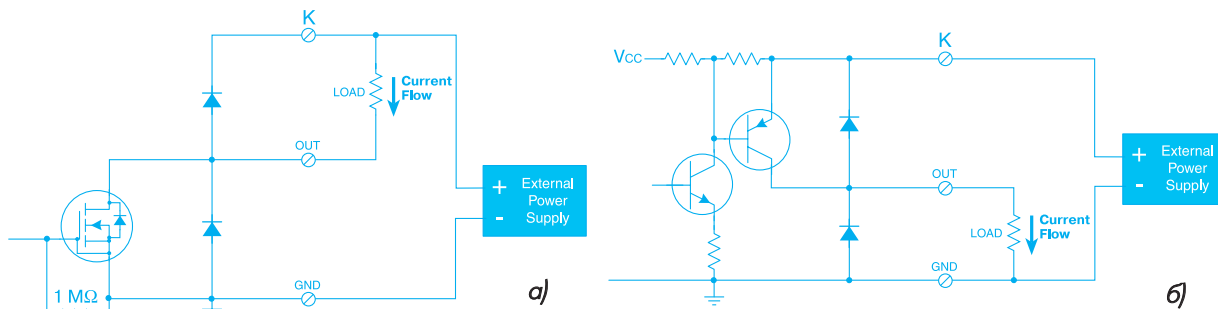 K
LOAD
Current
Flow
OUT
+ External
Power
- Supply
GND
1 MΩ
а)
K
Vcc
+ External
Power
- Supply
OUT
LOAD
Current
Flow
GND
б)